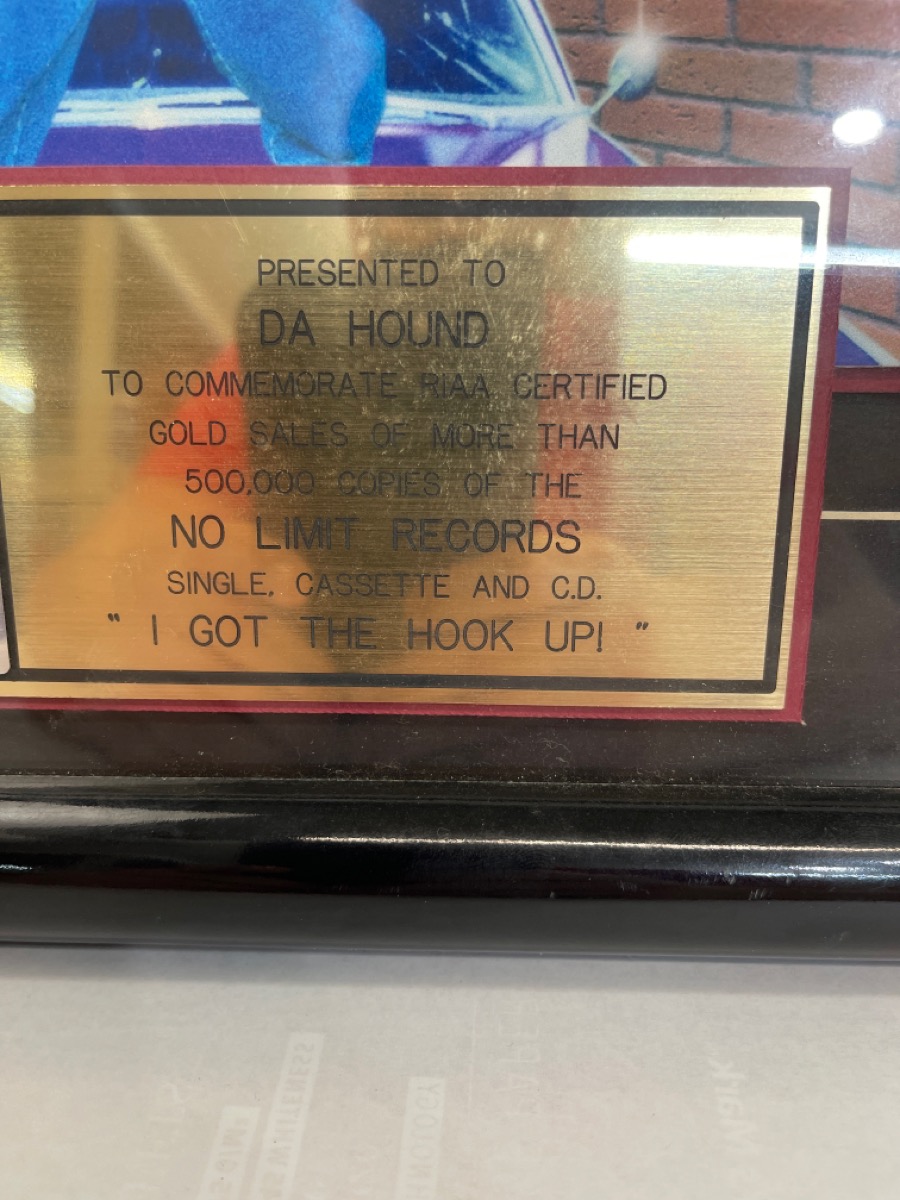 PRESENTED TO
DA HOUND
TO COMMEMORATE RIAA CERTIFIED
GOLD SALES OF MORE THAN
500,000 COPIES OF THE
NO LIMIT RECORDS
SINGLE, CASSETTE AND C.D.
" I GOT THE HOOK UP! "